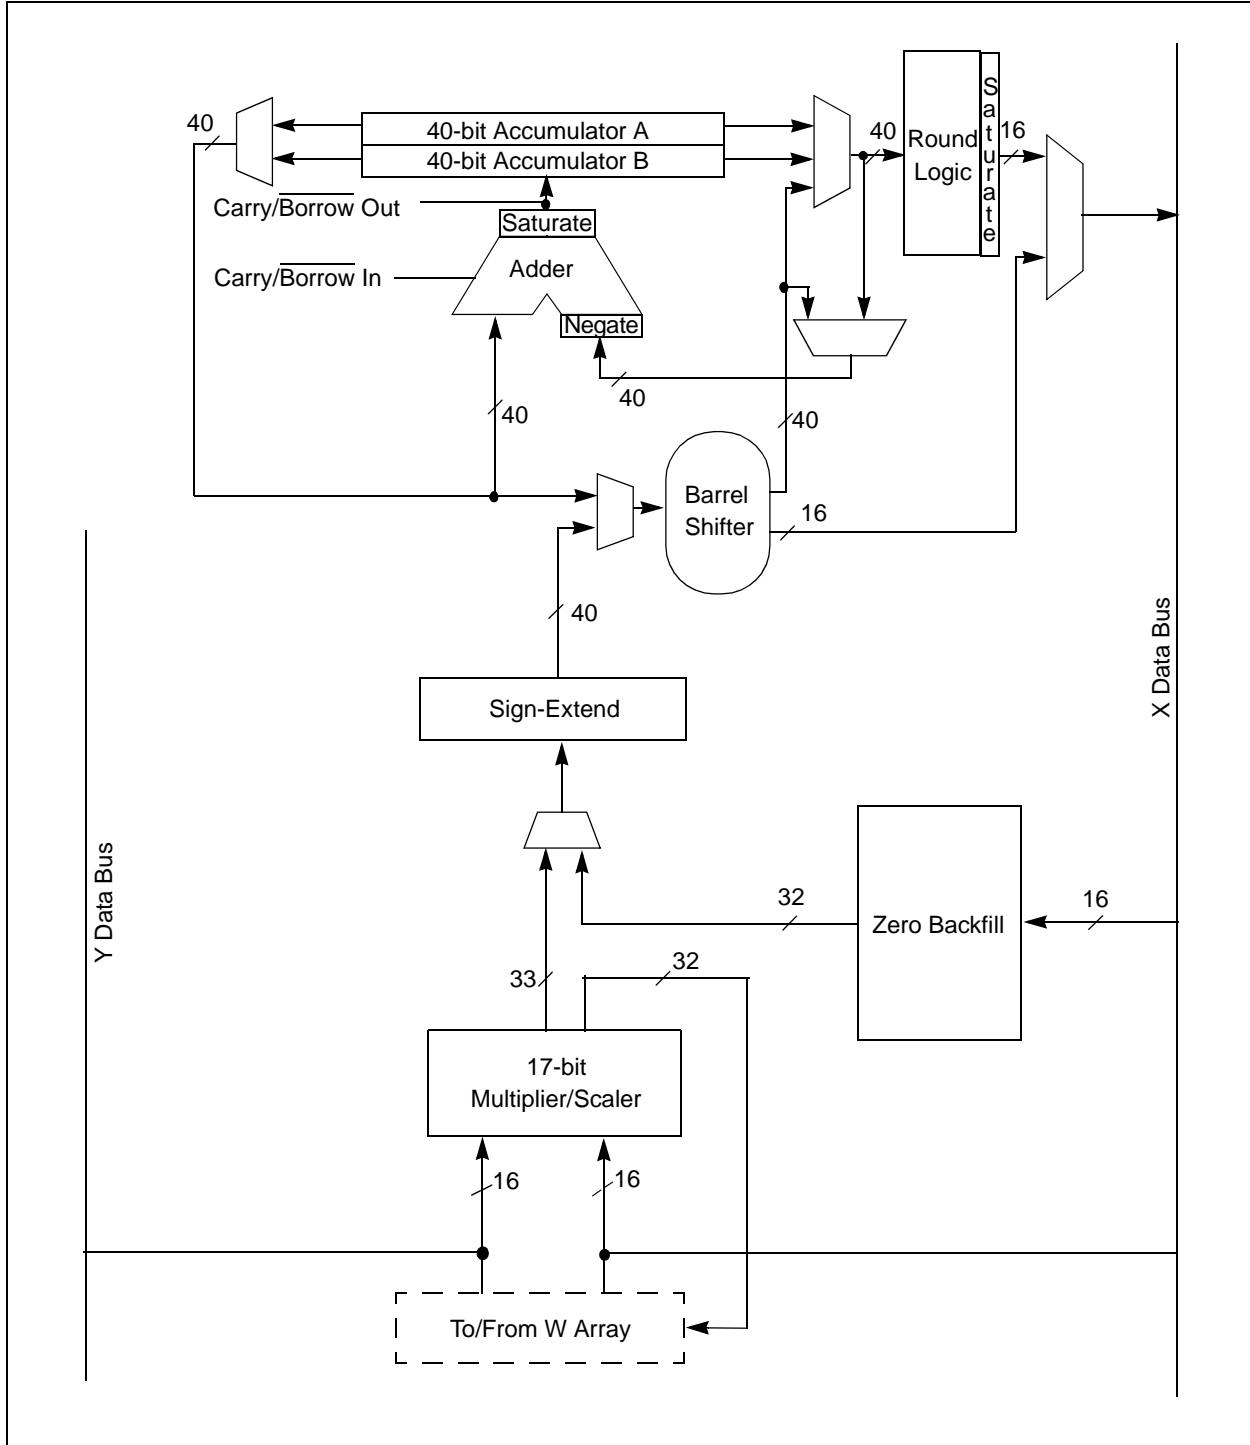 40
40-bit Accumulator A
40-bit Accumulator B
Carry/Borrow Out
Saturate
Carry/Borrow In
Adder
Negate
40
Round
Logic
Saturate
16
40
40
40
Barrel
Shifter
16
40
Sign-Extend
X Data Bus
Y Data Bus
32
Zero Backfill
16
33
32
17-bit
Multiplier/Scaler
16
16
To/From W Array